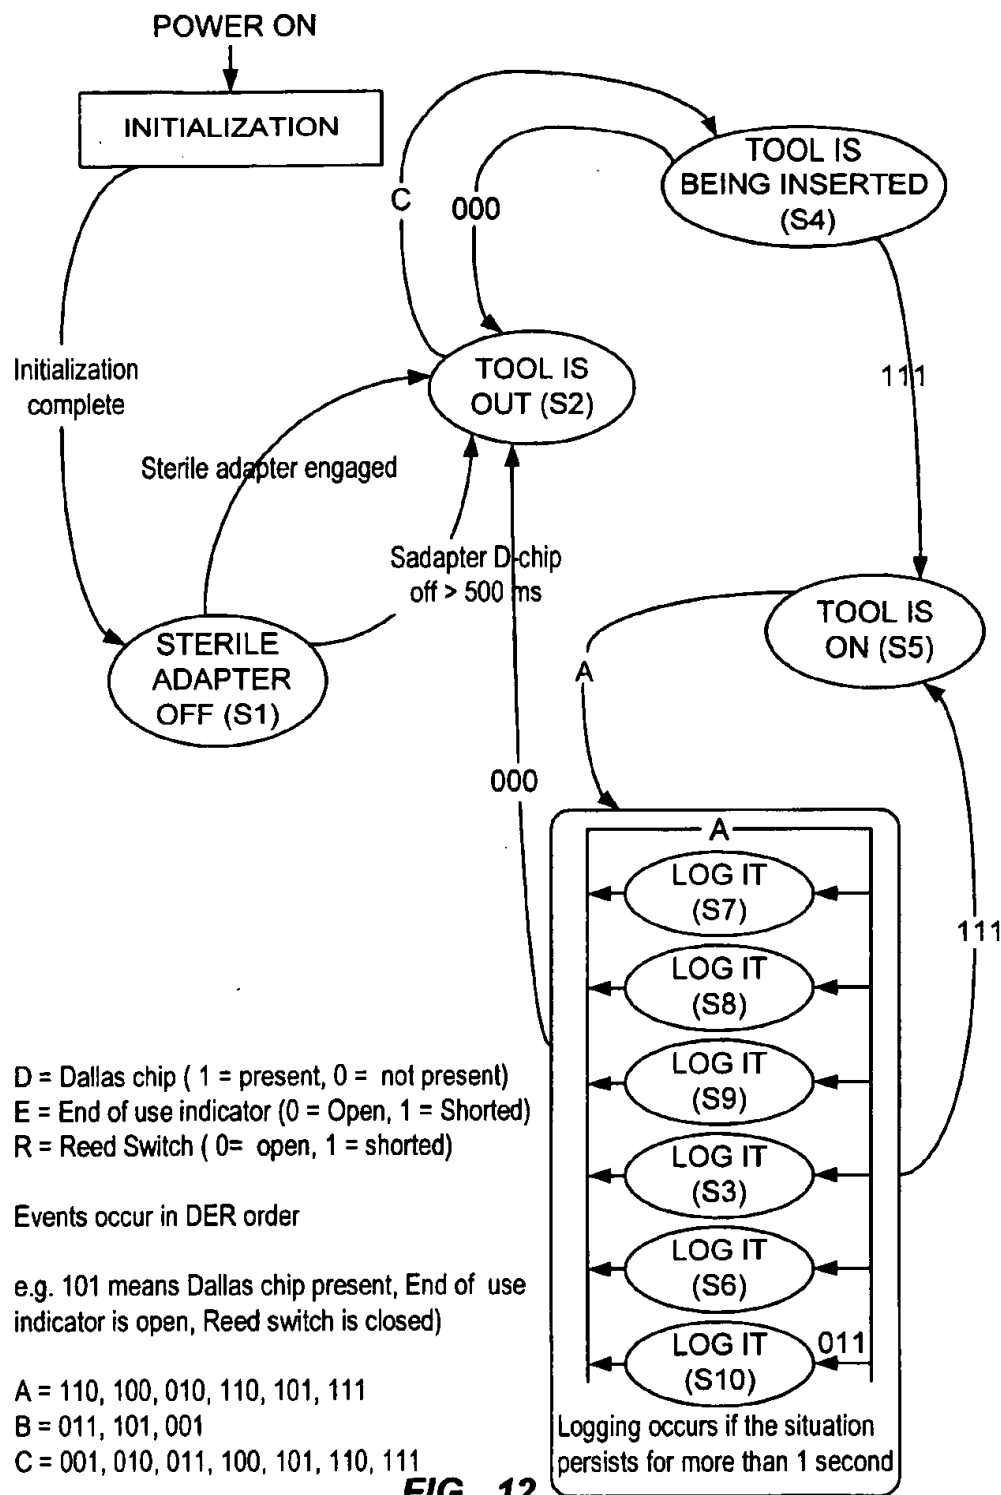 POWER ON
INITIALIZATION
TOOL IS
BEING INSERTED
(S4)
C
000
Initialization
complete
TOOL IS
OUT (S2)
111
Sterile adapter engaged
Sadapter D-chip
off > 500 ms
STERILE
ADAPTER
OFF (S1)
TOOL IS
ON (S5)
A
000
A
LOG IT
(S7)
111
LOG IT
(S8)
LOG IT
(S9)
LOG IT
(S3)
LOG IT
(S6)
LOG IT
(S10)
011
Logging occurs if the situation
persists for more than 1 second
D = Dallas chip ( 1 = present, 0 = not present)
E = End of use indicator (0 = Open, 1 = Shorted)
R = Reed Switch ( 0= open, 1 = shorted)
Events occur in DER order
e.g. 101 means Dallas chip present, End of use
indicator is open, Reed switch is closed)
A = 110, 100, 010, 110, 101, 111
B = 011, 101, 001
C = 001, 010, 011, 100, 101, 110, 111
FIG. 12